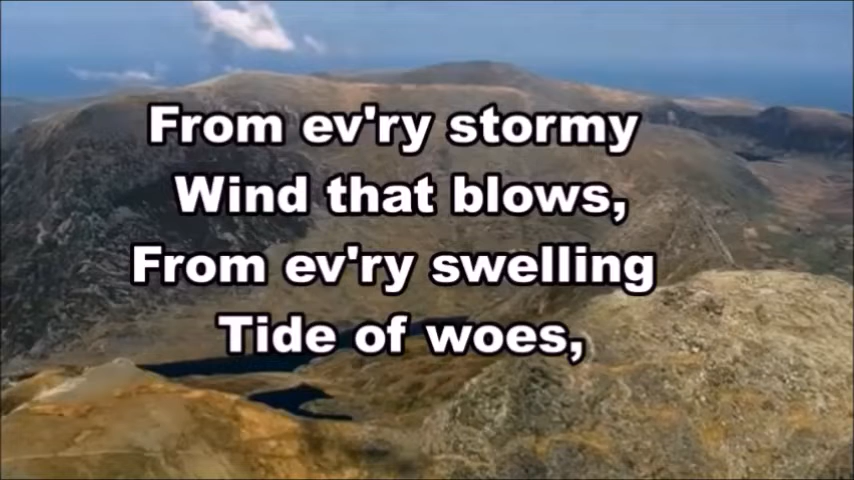 From ev'ry stormy
Wind that blows,
From ev'ry swelling
Tide of woes,